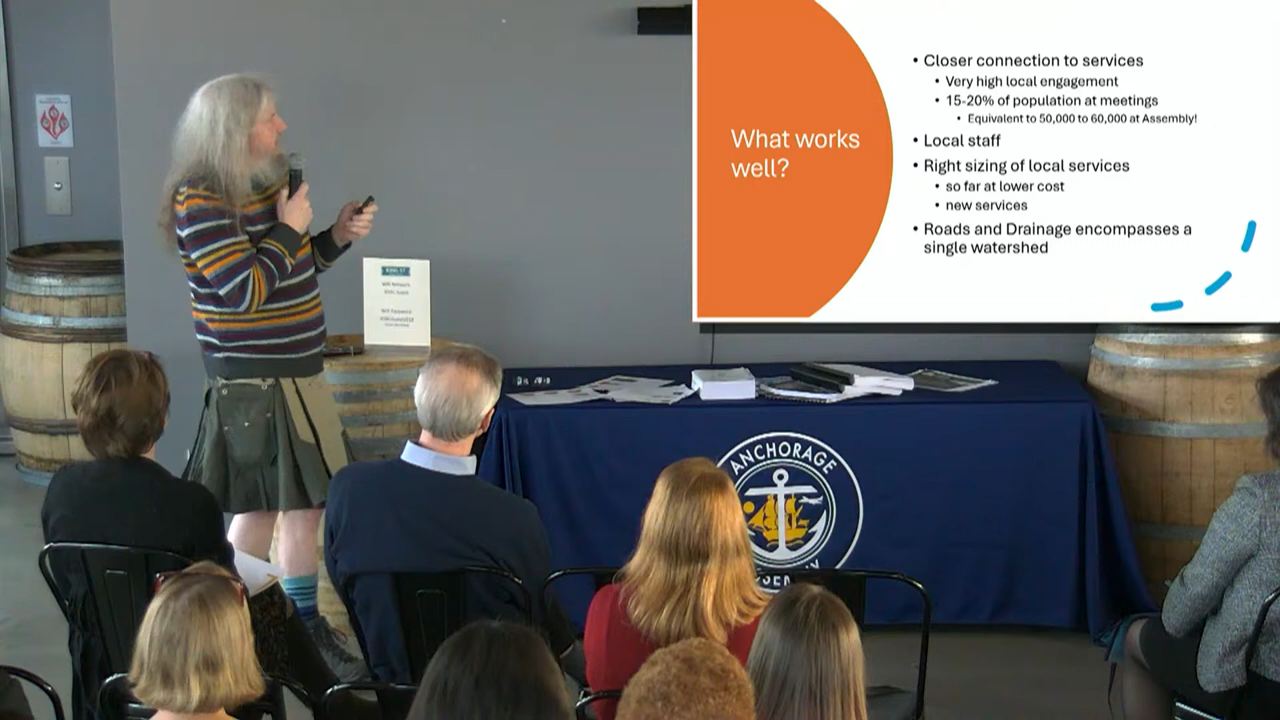 What works
well?
• Closer connection to services
• Very high local engagement
• 15-20% of population at meetings
• Equivalent to 50,000 to 60,000 at Assembly!
• Local staff
• Right sizing of local services
• so far at lower cost
• new services
• Roads and Drainage encompasses a
single watershed
ANCHORAGE